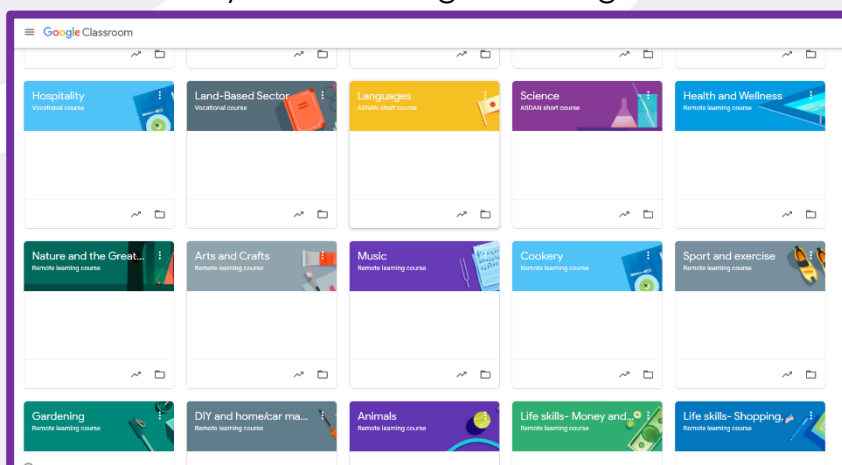 Google Classroom
Hospitality
Vocational course
Land-Based Sector
Vocational course
Languages
ASDAN short course
Science
ASDAN short course
Health and Wellness
Remote learning course
Nature and the Great...
Remote learning course
Arts and Crafts
Remote learning course
Music
Remote learning course
Cookery
Remote learning course
Sport and exercise
Remote learning course
Gardening
Remote learning course
DIY and home/car ma...
Remote learning course
Animals
Remote learning course
Life skills- Money and...
Remote learning course
Life skills- Shopping,
Remote learning course